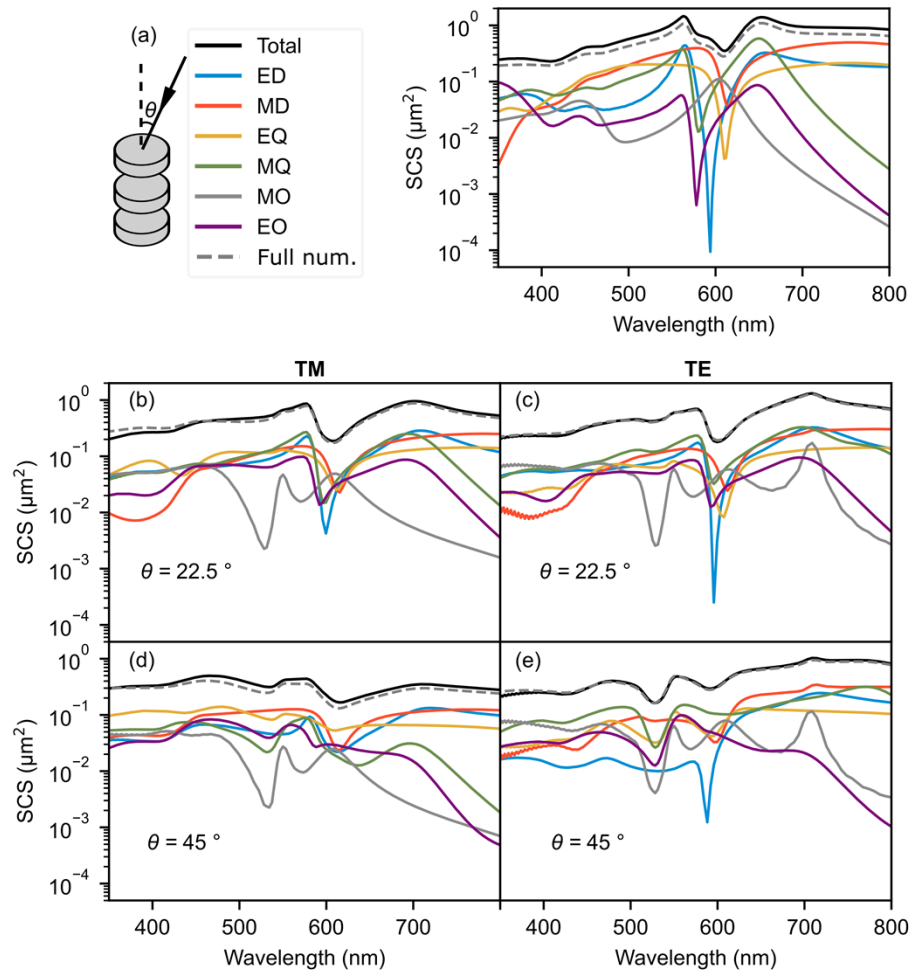 (a)
θ
Total
ED
MD
EQ
MQ
MO
EO
Full num.
SCS (μm²)
10⁰
10⁻¹
10⁻²
10⁻³
10⁻⁴
400 500 600 700 800
Wavelength (nm)
TM TE
(b) (c)
SCS (μm²)
10⁰
10⁻¹
10⁻²
10⁻³
10⁻⁴
θ = 22.5 ° θ = 22.5 °
(d) (e)
SCS (μm²)
10⁰
10⁻¹
10⁻²
10⁻³
10⁻⁴
θ = 45 ° θ = 45 °
400 500 600 700 400 500 600 700 800
Wavelength (nm) Wavelength (nm)